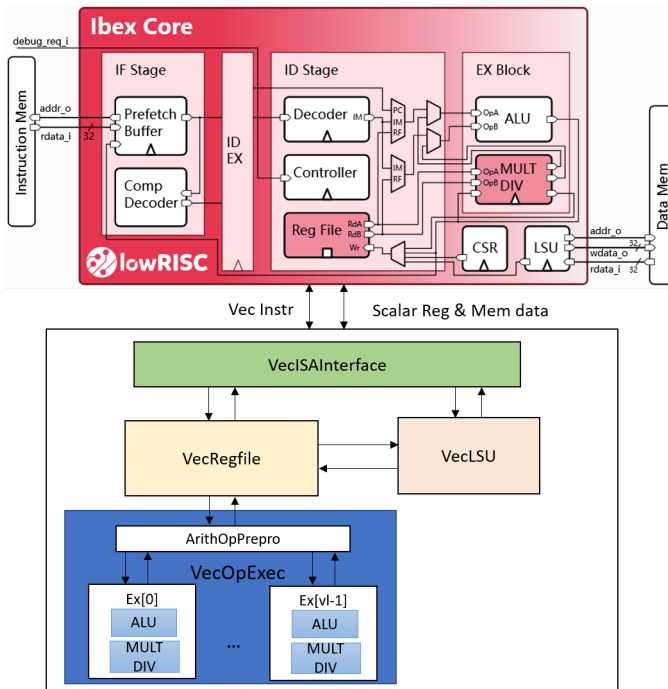 Ibex Core
debug_req_i
IF Stage
ID Stage
EX Block
Instruction Mem
addr_o
rdata_i
32
Prefetch
Buffer
Comp
Decoder
ID
EX
Decoder
IM
Controller
Reg File
RdA
RdB
Wr
PC
IM
RF
IM
RF
OpA
OpB
ALU
OpA
OpB
MULT
DIV
CSR
LSU
addr_o
32
wdata_o
rdata_i
32
Data Mem
lowRISC
Vec Instr
Scalar Reg & Mem data
VecISAInterface
VecRegfile
VecLSU
ArithOpPrepro
VecOpExec
Ex[0]
ALU
MULT
DIV
...
Ex[vl-1]
ALU
MULT
DIV